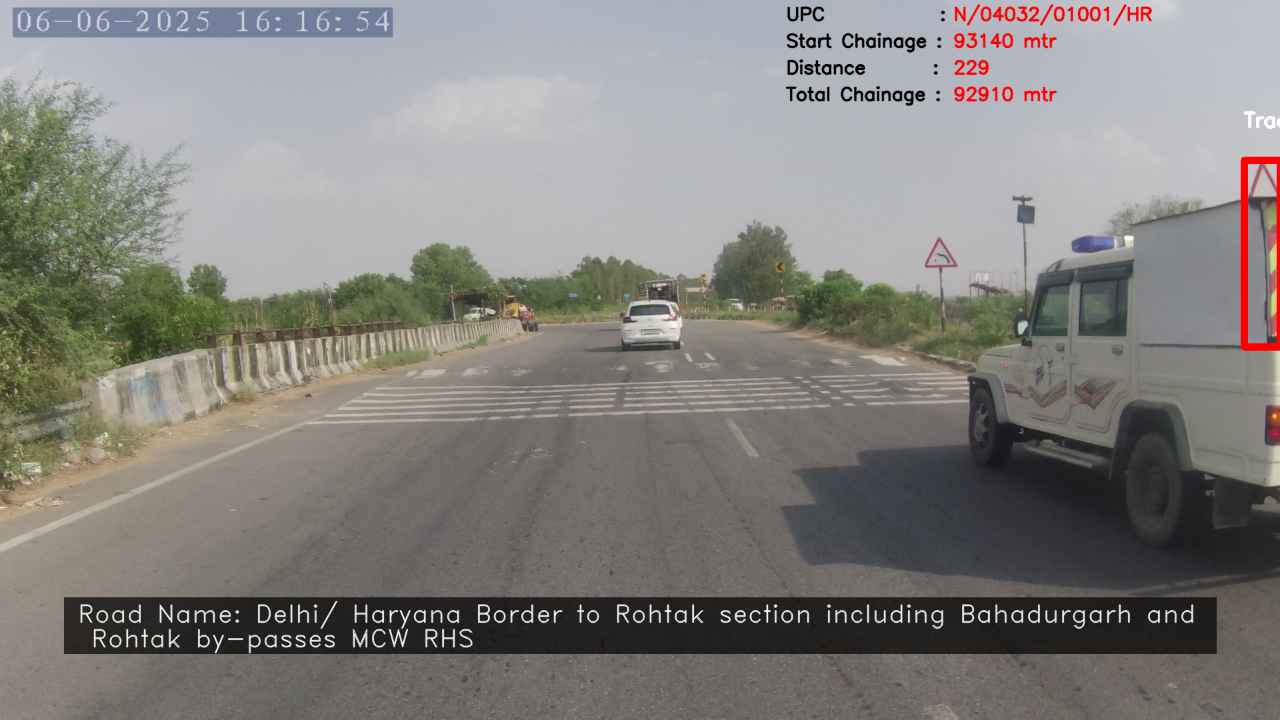 06-06-2025 16:16:54
UPC : N/04032/01001/HR
Start Chainage : 93140 mtr
Distance : 229
Total Chainage : 92910 mtr
Road Name: Delhi/ Haryana Border to Rohtak section including Bahadurgarh and
Rohtak by-passes MCW RHS